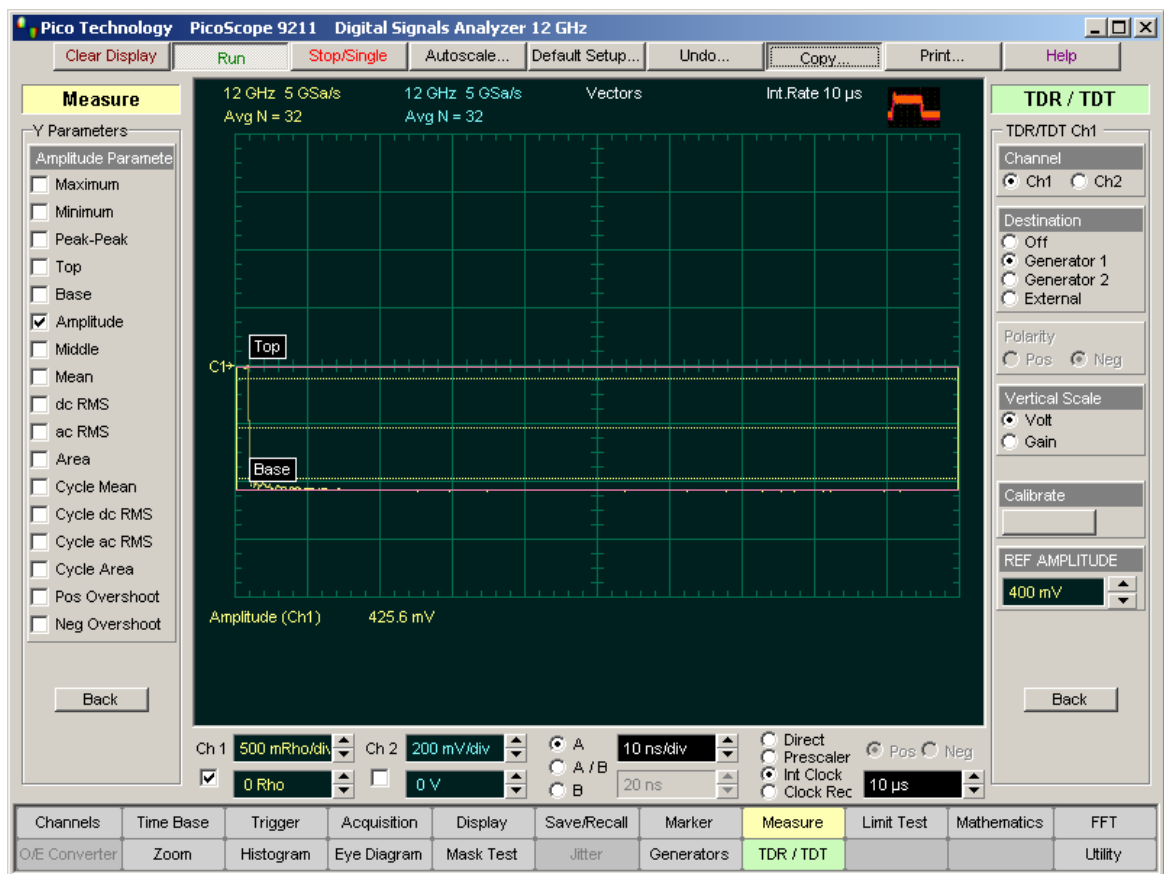 Pico Technology PicoScope 9211 Digital Signals Analyzer 12 GHz
Clear Display Run Stop/Single Autoscale... Default Setup... Undo... Copy... Print... Help
Measure
Y Parameters
Amplitude Paramete
Maximum
Minimum
Peak-Peak
Top
Base
Amplitude
Middle
Mean
dc RMS
ac RMS
Area
Cycle Mean
Cycle dc RMS
Cycle ac RMS
Cycle Area
Pos Overshoot
Neg Overshoot
Back
12 GHz 5 GSa/s 12 GHz 5 GSa/s Vectors Int.Rate 10 µs
Avg N = 32 Avg N = 32
Top
C1
Base
Amplitude (Ch1) 425.6 mV
TDR / TDT
TDR/TDT Ch1
Channel
Ch1 Ch2
Destination
Off
Generator 1
Generator 2
External
Polarity
Pos Neg
Vertical Scale
Volt
Gain
Calibrate
REF AMPLITUDE
400 mV
Back
Ch 1 500 mRho/div Ch 2 200 mV/div A 10 ns/div Direct Pos Neg
A / B Prescaler
0 Rho 0 V B 20 ns Int Clock 10 µs
Clock Rec
Channels Time Base Trigger Acquisition Display Save/Recall Marker Measure Limit Test Mathematics FFT
O/E Converter Zoom Histogram Eye Diagram Mask Test Jitter Generators TDR / TDT Utility